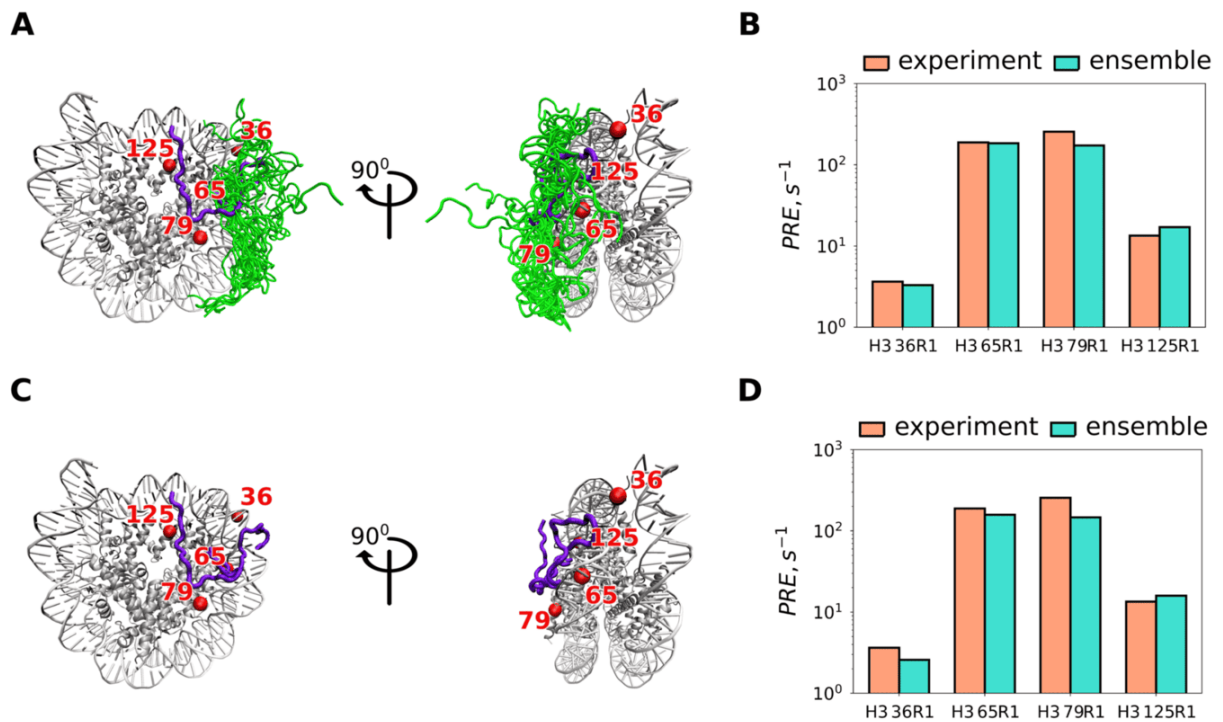 A
125
36
65
79
90⁰
36
125
65
79
B
experiment ensemble
PRE, s⁻¹
10³
10²
10¹
10⁰
H3 36R1 H3 65R1 H3 79R1 H3 125R1
C
125
36
65
79
90⁰
36
125
65
79
D
experiment ensemble
PRE, s⁻¹
10³
10²
10¹
10⁰
H3 36R1 H3 65R1 H3 79R1 H3 125R1